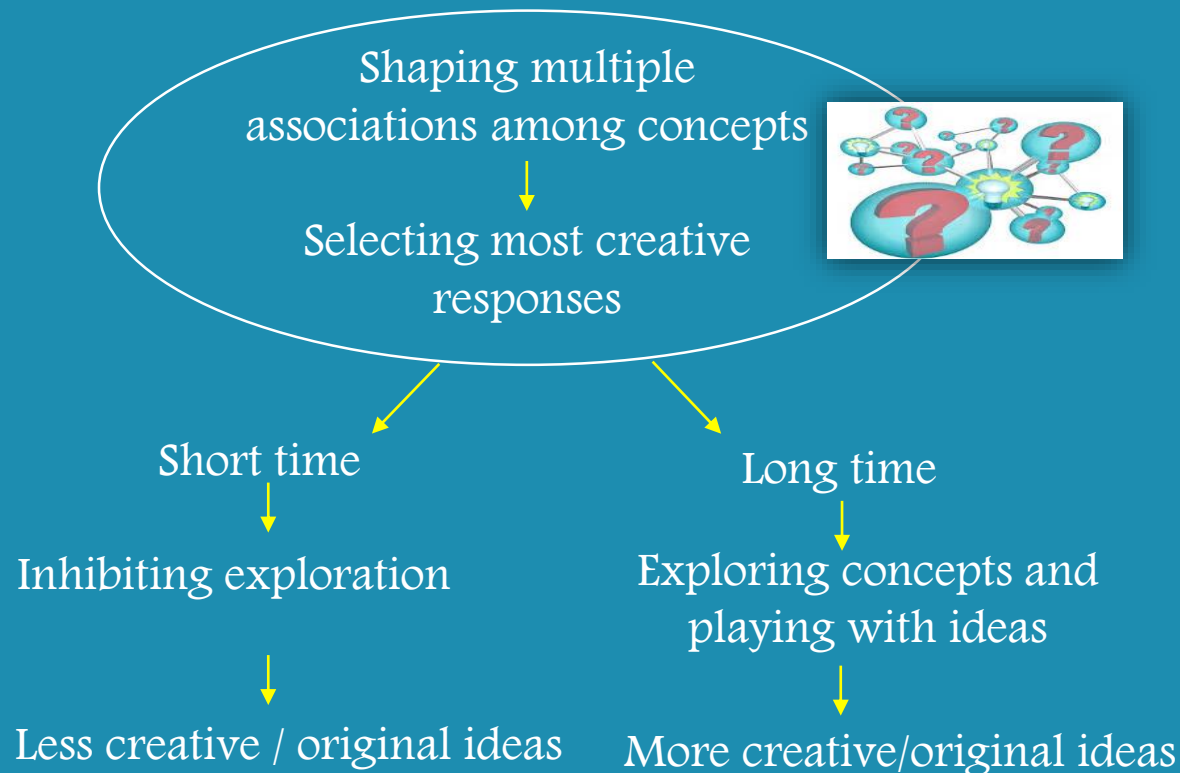 Shaping multiple
associations among concepts
Selecting most creative
responses
Short time
Inhibiting exploration
Less creative / original ideas
Long time
Exploring concepts and
playing with ideas
More creative/original ideas